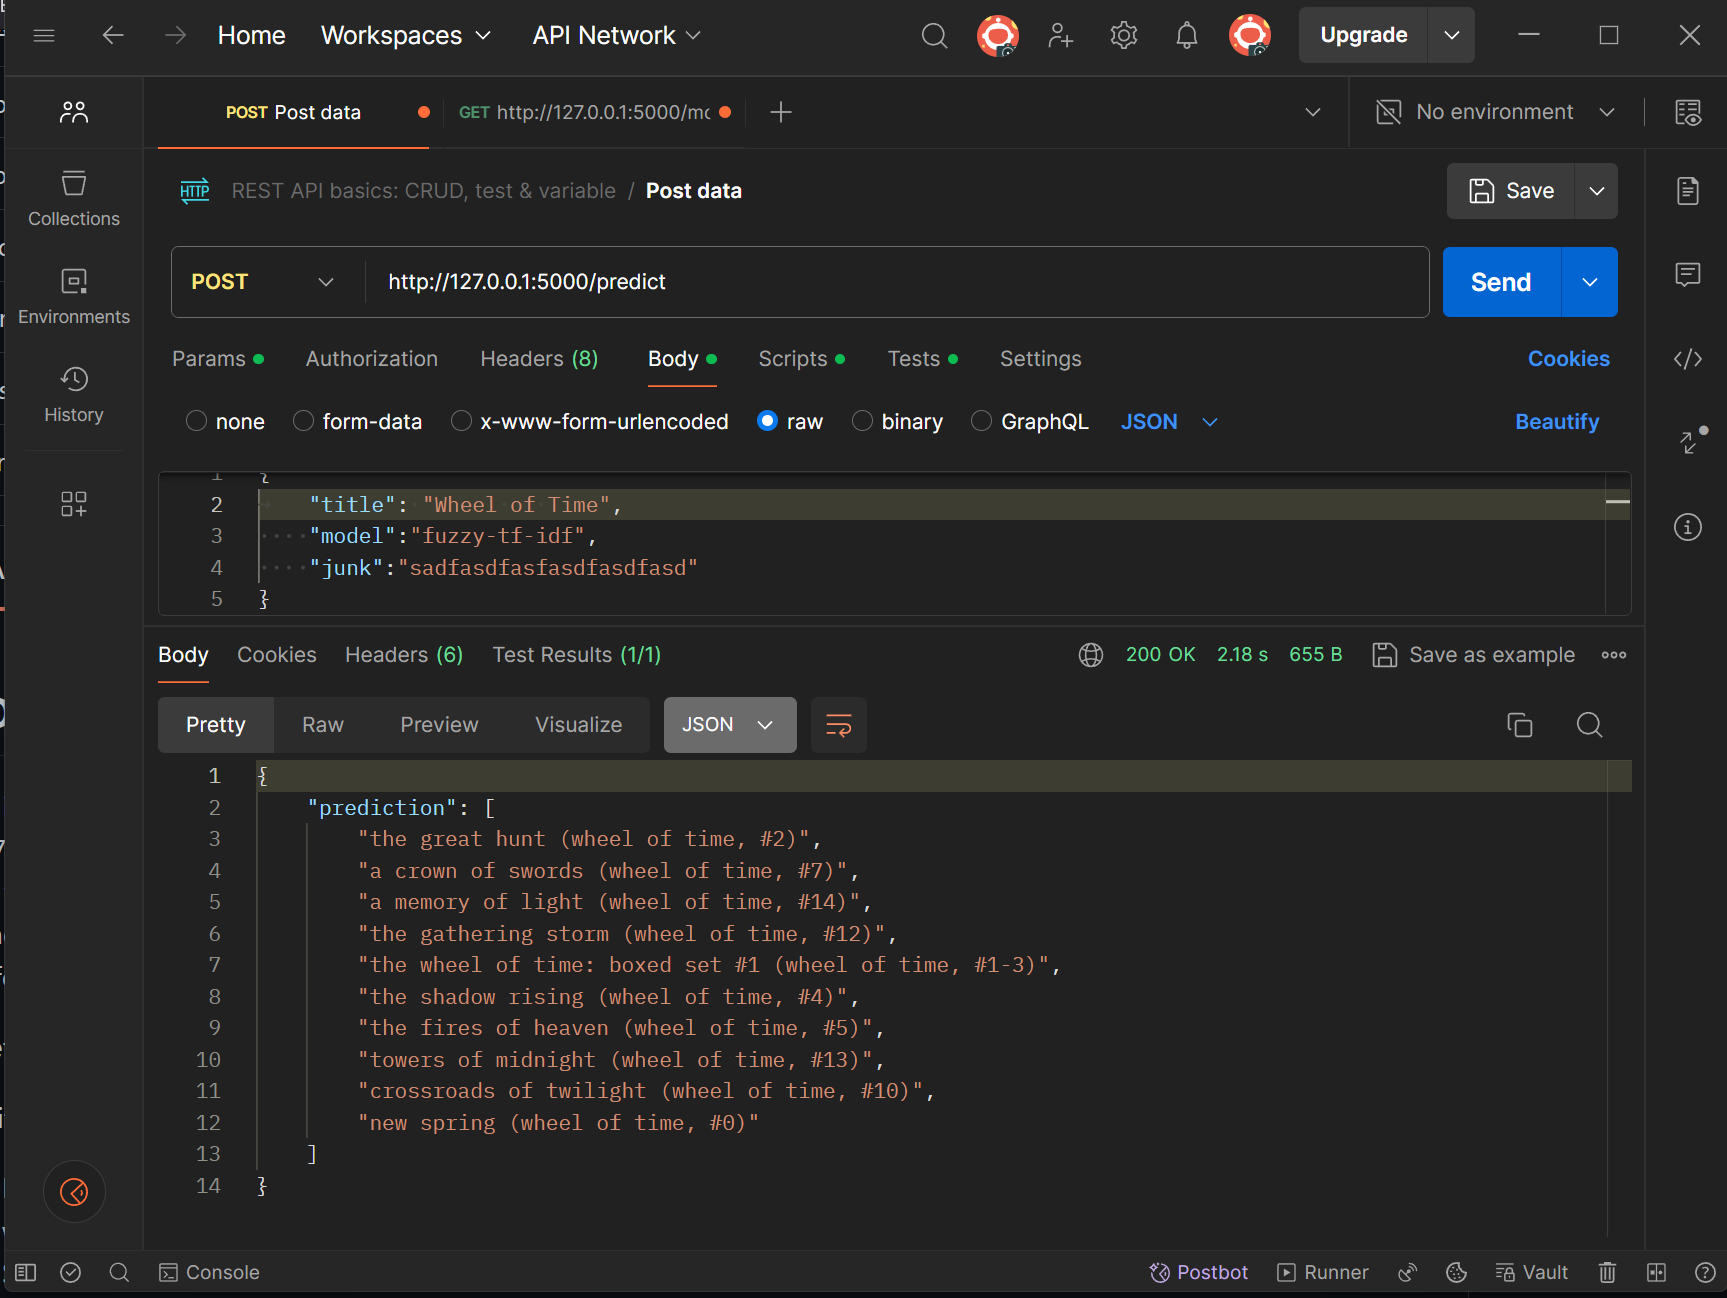 Home Workspaces API Network Upgrade
POST Post data GET http://127.0.0.1:5000/mo No environment
REST API basics: CRUD, test & variable / Post data Save
Collections
POST http://127.0.0.1:5000/predict Send
Environments
Params Authorization Headers (8) Body Scripts Tests Settings Cookies
History
none form-data x-www-form-urlencoded raw binary GraphQL JSON Beautify
1 {
2 "title": "Wheel of Time",
3 "model":"fuzzy-tf-idf",
4 "junk":"sadfasdfasfasdfasdfasd"
5 }
Body Cookies Headers (6) Test Results (1/1) 200 OK 2.18 s 655 B Save as example
Pretty Raw Preview Visualize JSON
1 {
2 "prediction": [
3 "the great hunt (wheel of time, #2)",
4 "a crown of swords (wheel of time, #7)",
5 "a memory of light (wheel of time, #14)",
6 "the gathering storm (wheel of time, #12)",
7 "the wheel of time: boxed set #1 (wheel of time, #1-3)",
8 "the shadow rising (wheel of time, #4)",
9 "the fires of heaven (wheel of time, #5)",
10 "towers of midnight (wheel of time, #13)",
11 "crossroads of twilight (wheel of time, #10)",
12 "new spring (wheel of time, #0)"
13 ]
14 }
Console Postbot Runner Vault